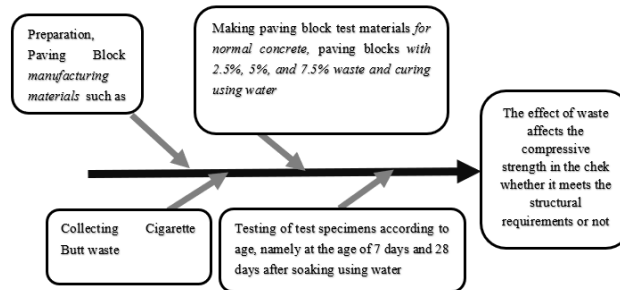 Preparation,
Paving Block
manufacturing
materials such as
Making paving block test materials for
normal concrete, paving blocks with
2.5%, 5%, and 7.5% waste and curing
using water
The effect of waste
affects the
compressive
strength in the chek
whether it meets the
structural
requirements or not
Collecting Cigarette
Butt waste
Testing of test specimens according to
age, namely at the age of 7 days and 28
days after soaking using water